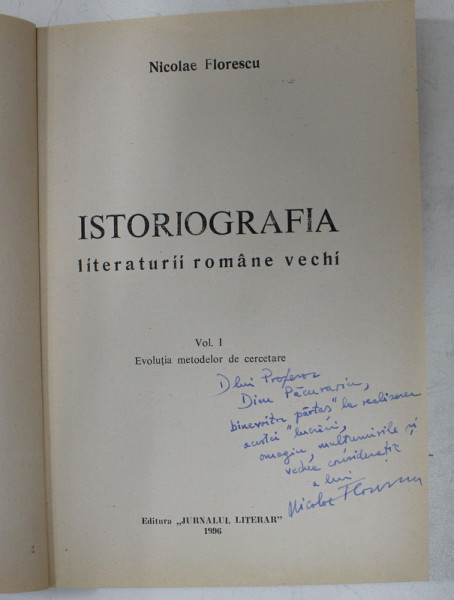 Nicolae Florescu
ISTORIOGRAFIA
literaturii române vechi
Vol. I
Evoluția metodelor de cercetare
Dlui Profesor
Dim Păcurariu,
binevoitor părtaș la realizarea
acestei "lucrări",
omagiu, mulțumirile și
vechea considerație
a lui
Nicolae Florescu
Editura „JURNALUL LITERAR"
1996